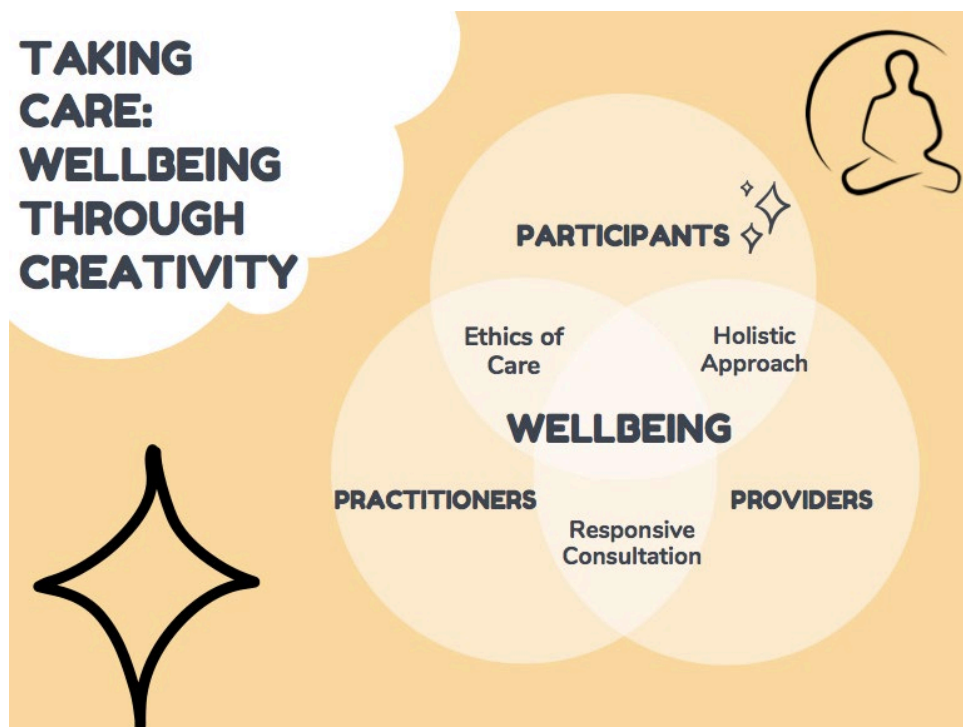 TAKING
CARE:
WELLBEING
THROUGH
CREATIVITY
PARTICIPANTS
Ethics of
Care
Holistic
Approach
WELLBEING
PRACTITIONERS
PROVIDERS
Responsive
Consultation